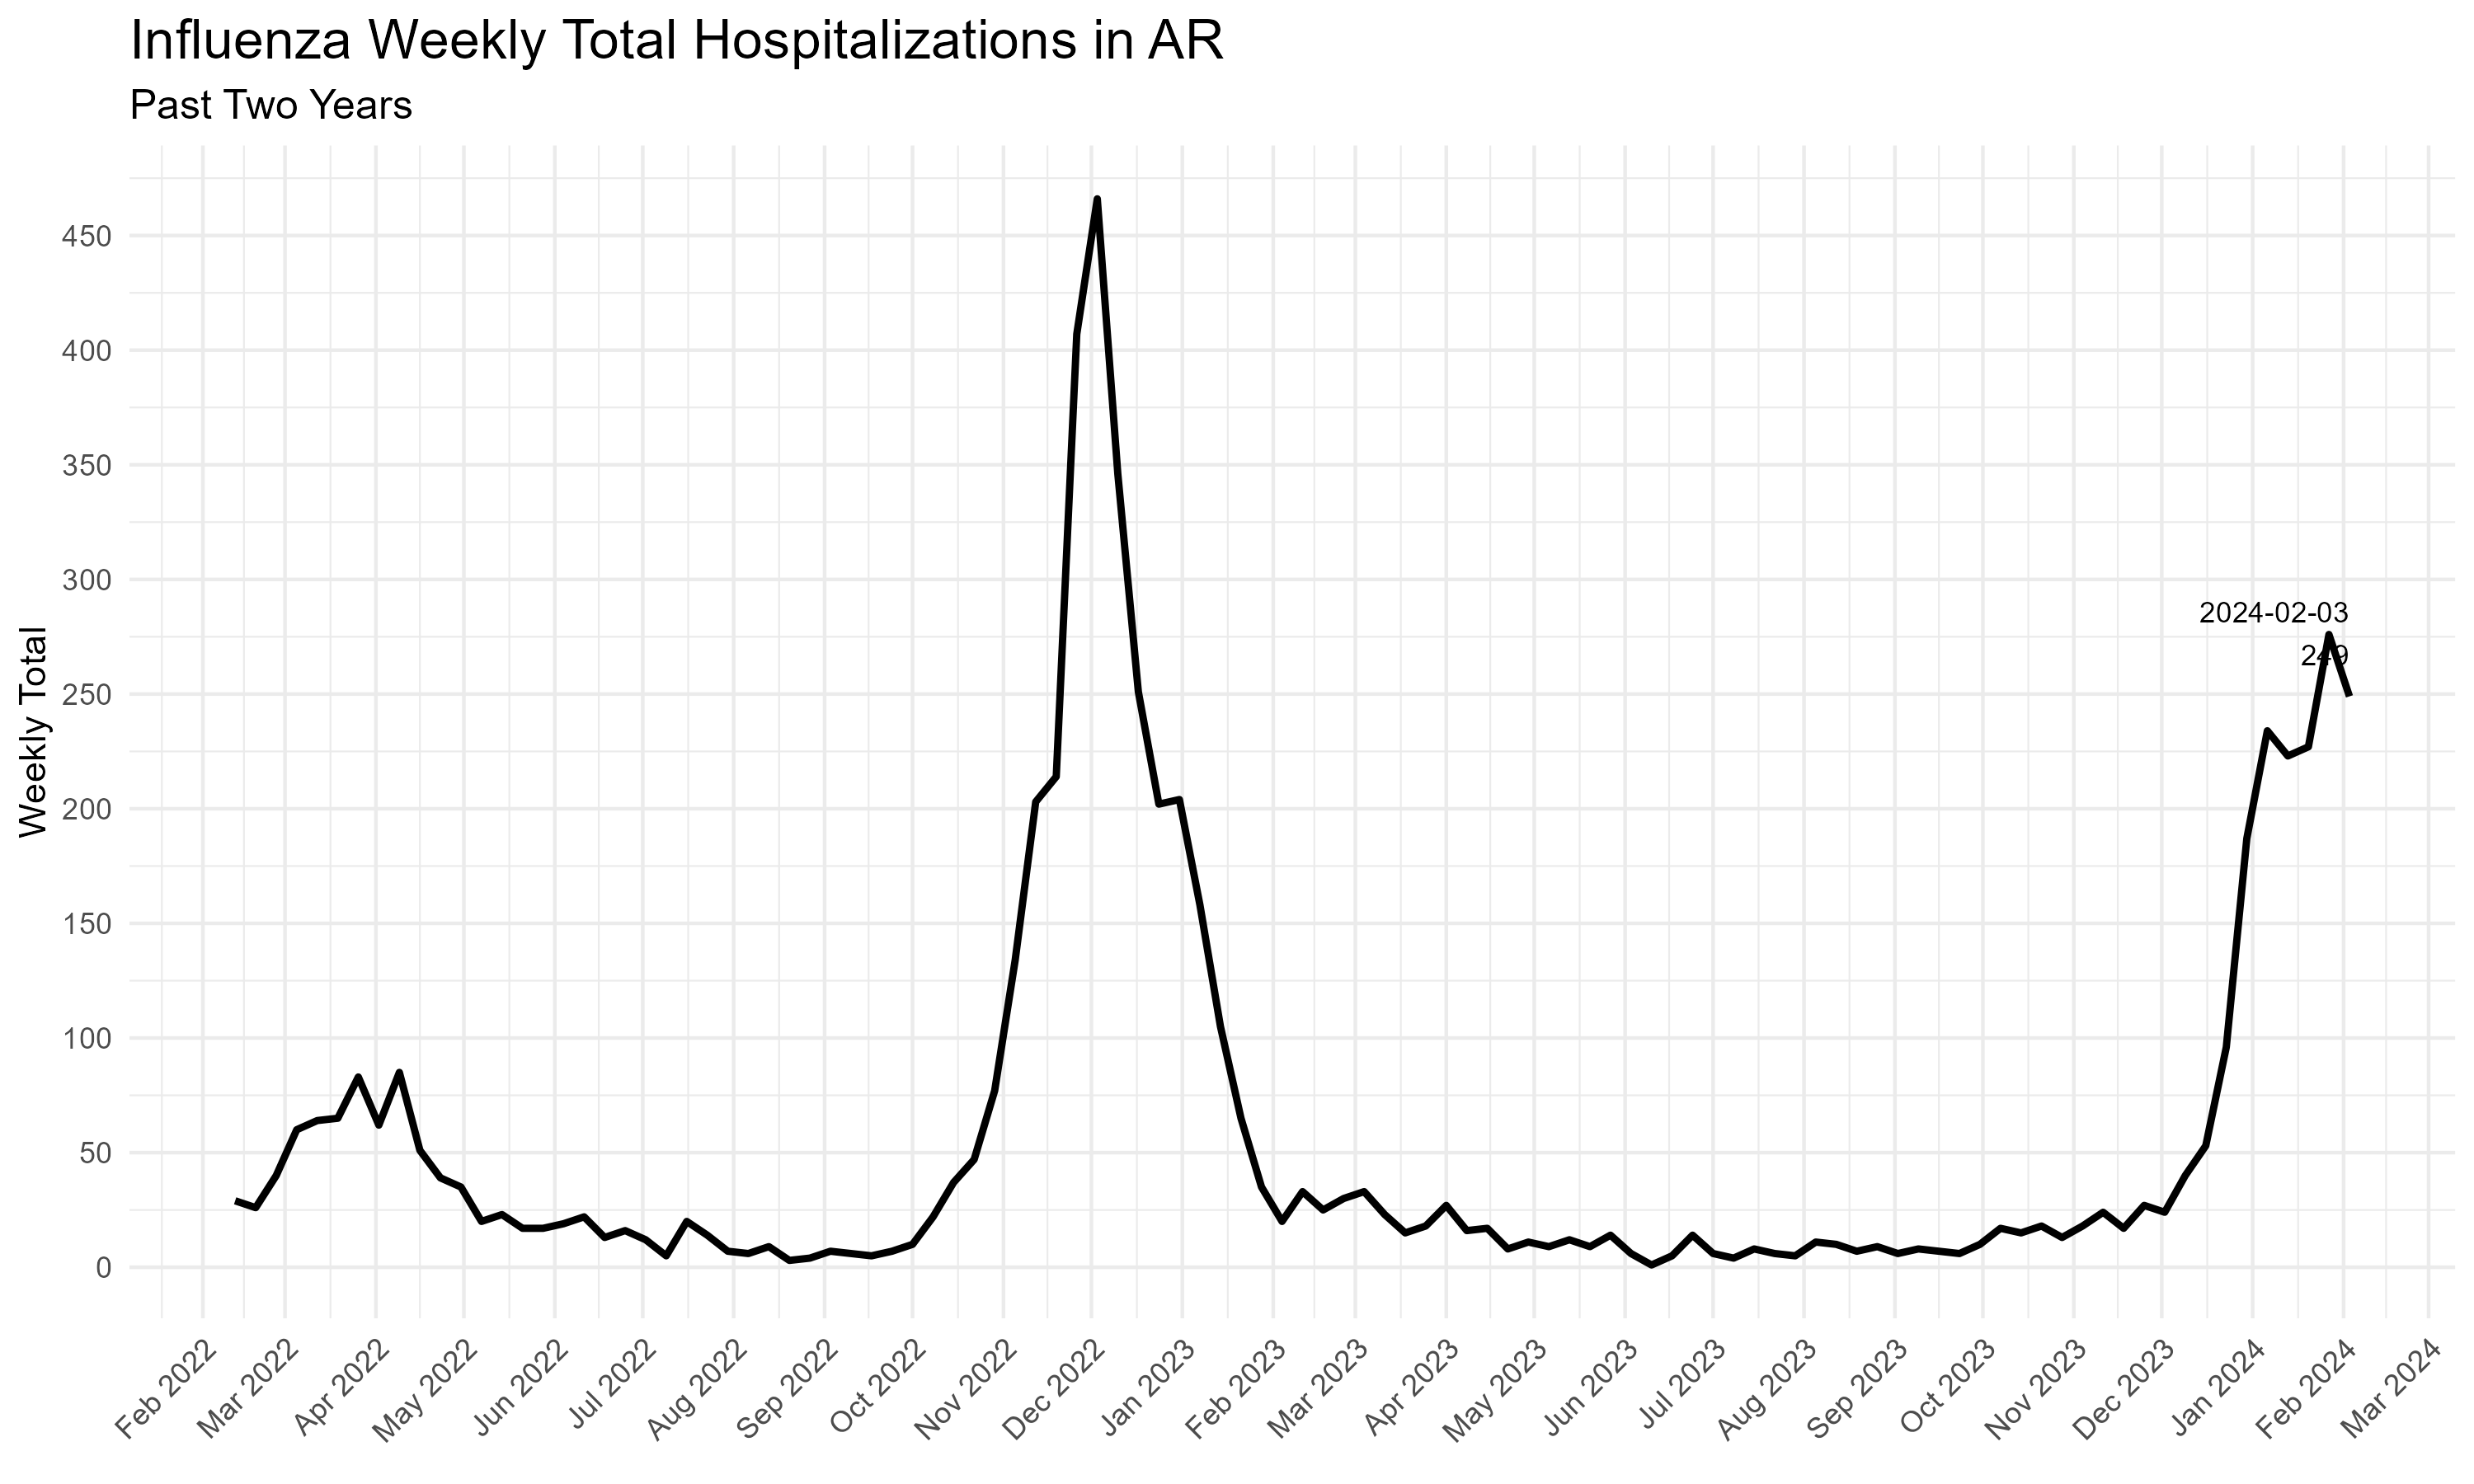 Influenza Weekly Total Hospitalizations in AR
Past Two Years
Weekly Total
450
400
350
300
250
200
150
100
50
0
2024-02-03
249
Feb 2022
Mar 2022
Apr 2022
May 2022
Jun 2022
Jul 2022
Aug 2022
Sep 2022
Oct 2022
Nov 2022
Dec 2022
Jan 2023
Feb 2023
Mar 2023
Apr 2023
May 2023
Jun 2023
Jul 2023
Aug 2023
Sep 2023
Oct 2023
Nov 2023
Dec 2023
Jan 2024
Feb 2024
Mar 2024